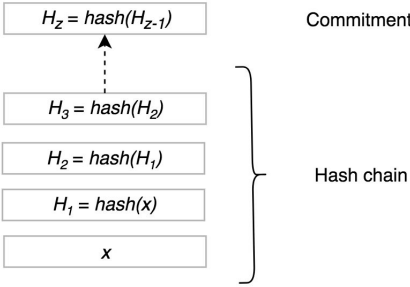 H_z = hash(H_{z-1}) Commitment
H_3 = hash(H_2)
H_2 = hash(H_1)
Hash chain
H_1 = hash(x)
x